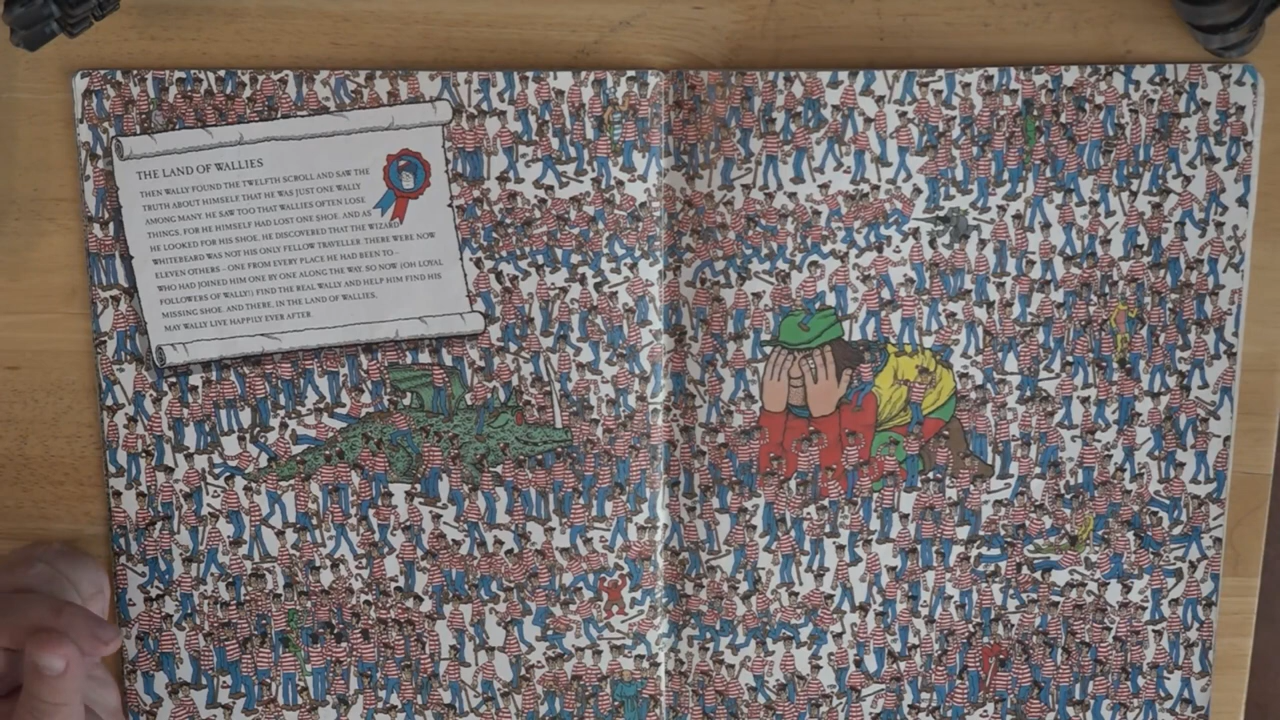 THE LAND OF WALLIES
THEN WALLY FOUND THE TWELFTH SCROLL AND SAW THE
TRUTH ABOUT HIMSELF THAT HE WAS JUST ONE WALLY
AMONG MANY. HE SAW TOO THAT WALLIES OFTEN LOSE
THINGS, FOR HE HIMSELF HAD LOST ONE SHOE. AND AS
HE LOOKED FOR HIS SHOE, HE DISCOVERED THAT THE WIZARD
WHITEBEARD WAS NOT HIS ONLY FELLOW TRAVELLER. THERE WERE NOW
ELEVEN OTHERS – ONE FROM EVERY PLACE HE HAD BEEN TO –
WHO HAD JOINED HIM ONE BY ONE ALONG THE WAY. SO NOW (OH LOYAL
FOLLOWERS OF WALLY!) FIND THE REAL WALLY AND HELP HIM FIND HIS
MISSING SHOE. AND THERE, IN THE LAND OF WALLIES,
MAY WALLY LIVE HAPPILY EVER AFTER.